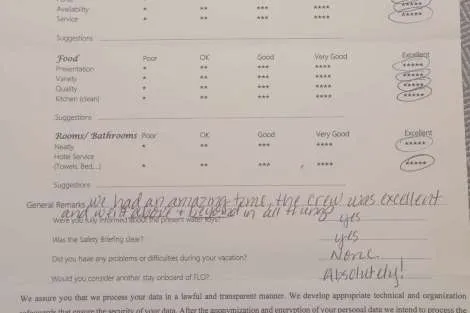 Availability * ** *** **** *****
Service * ** *** **** *****
Suggestions
Food Poor OK Good Very Good Excellent
Presentation * ** *** **** *****
Variety * ** *** **** *****
Quality * ** *** **** *****
Kitchen (clean) * ** *** **** *****
Suggestions
Rooms/ Bathrooms Poor OK Good Very Good Excellent
Neatly * ** *** **** *****
Hotel Service
(Towels, Bed,...) * ** *** **** *****
Suggestions
General Remarks we had an amazing time, the crew was excellent
and went above + beyond in all things
Were you fully informed about the present water toys? yes
Was the Safety Briefing clear? yes
Did you have any problems or difficulties during your vacation? None.
Would you consider another stay onboard of FLO? Absolutely!
We assure you that we process your data in a lawful and transparent manner. We develop appropriate technical and organization
safeguards that ensure the security of your data. After the anonymization and encryption of your personal data we intend to process the